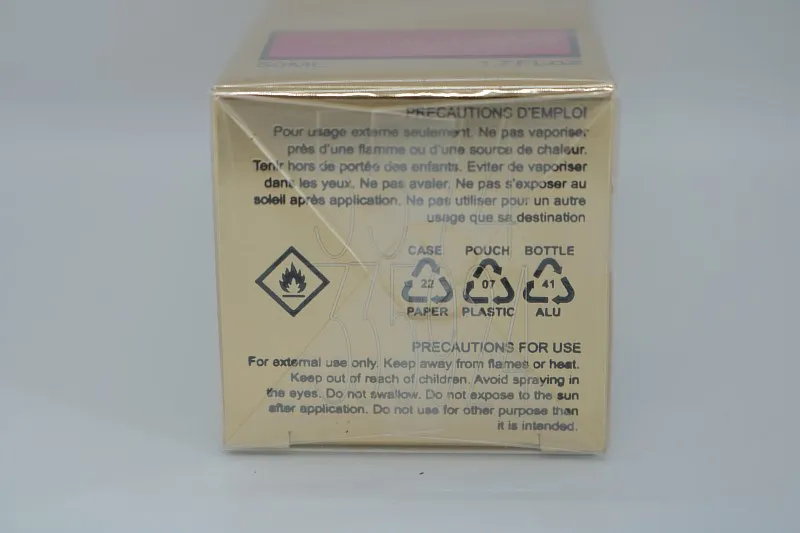 50ML 1.7FL.OZ
PRECAUTIONS D'EMPLOI
Pour usage externe seulement. Ne pas vaporiser
près d'une flamme ou d'une source de chaleur.
Tenir hors de portée des enfants. Eviter de vaporiser
dans les yeux. Ne pas avaler. Ne pas s'exposer au
soleil après application. Ne pas utiliser pour un autre
usage que sa destination
CASE POUCH BOTTLE
22 07 41
PAPER PLASTIC ALU
PRECAUTIONS FOR USE
For external use only. Keep away from flames or heat.
Keep out of reach of children. Avoid spraying in
the eyes. Do not swallow. Do not expose to the sun
after application. Do not use for other purpose than
it is intended.